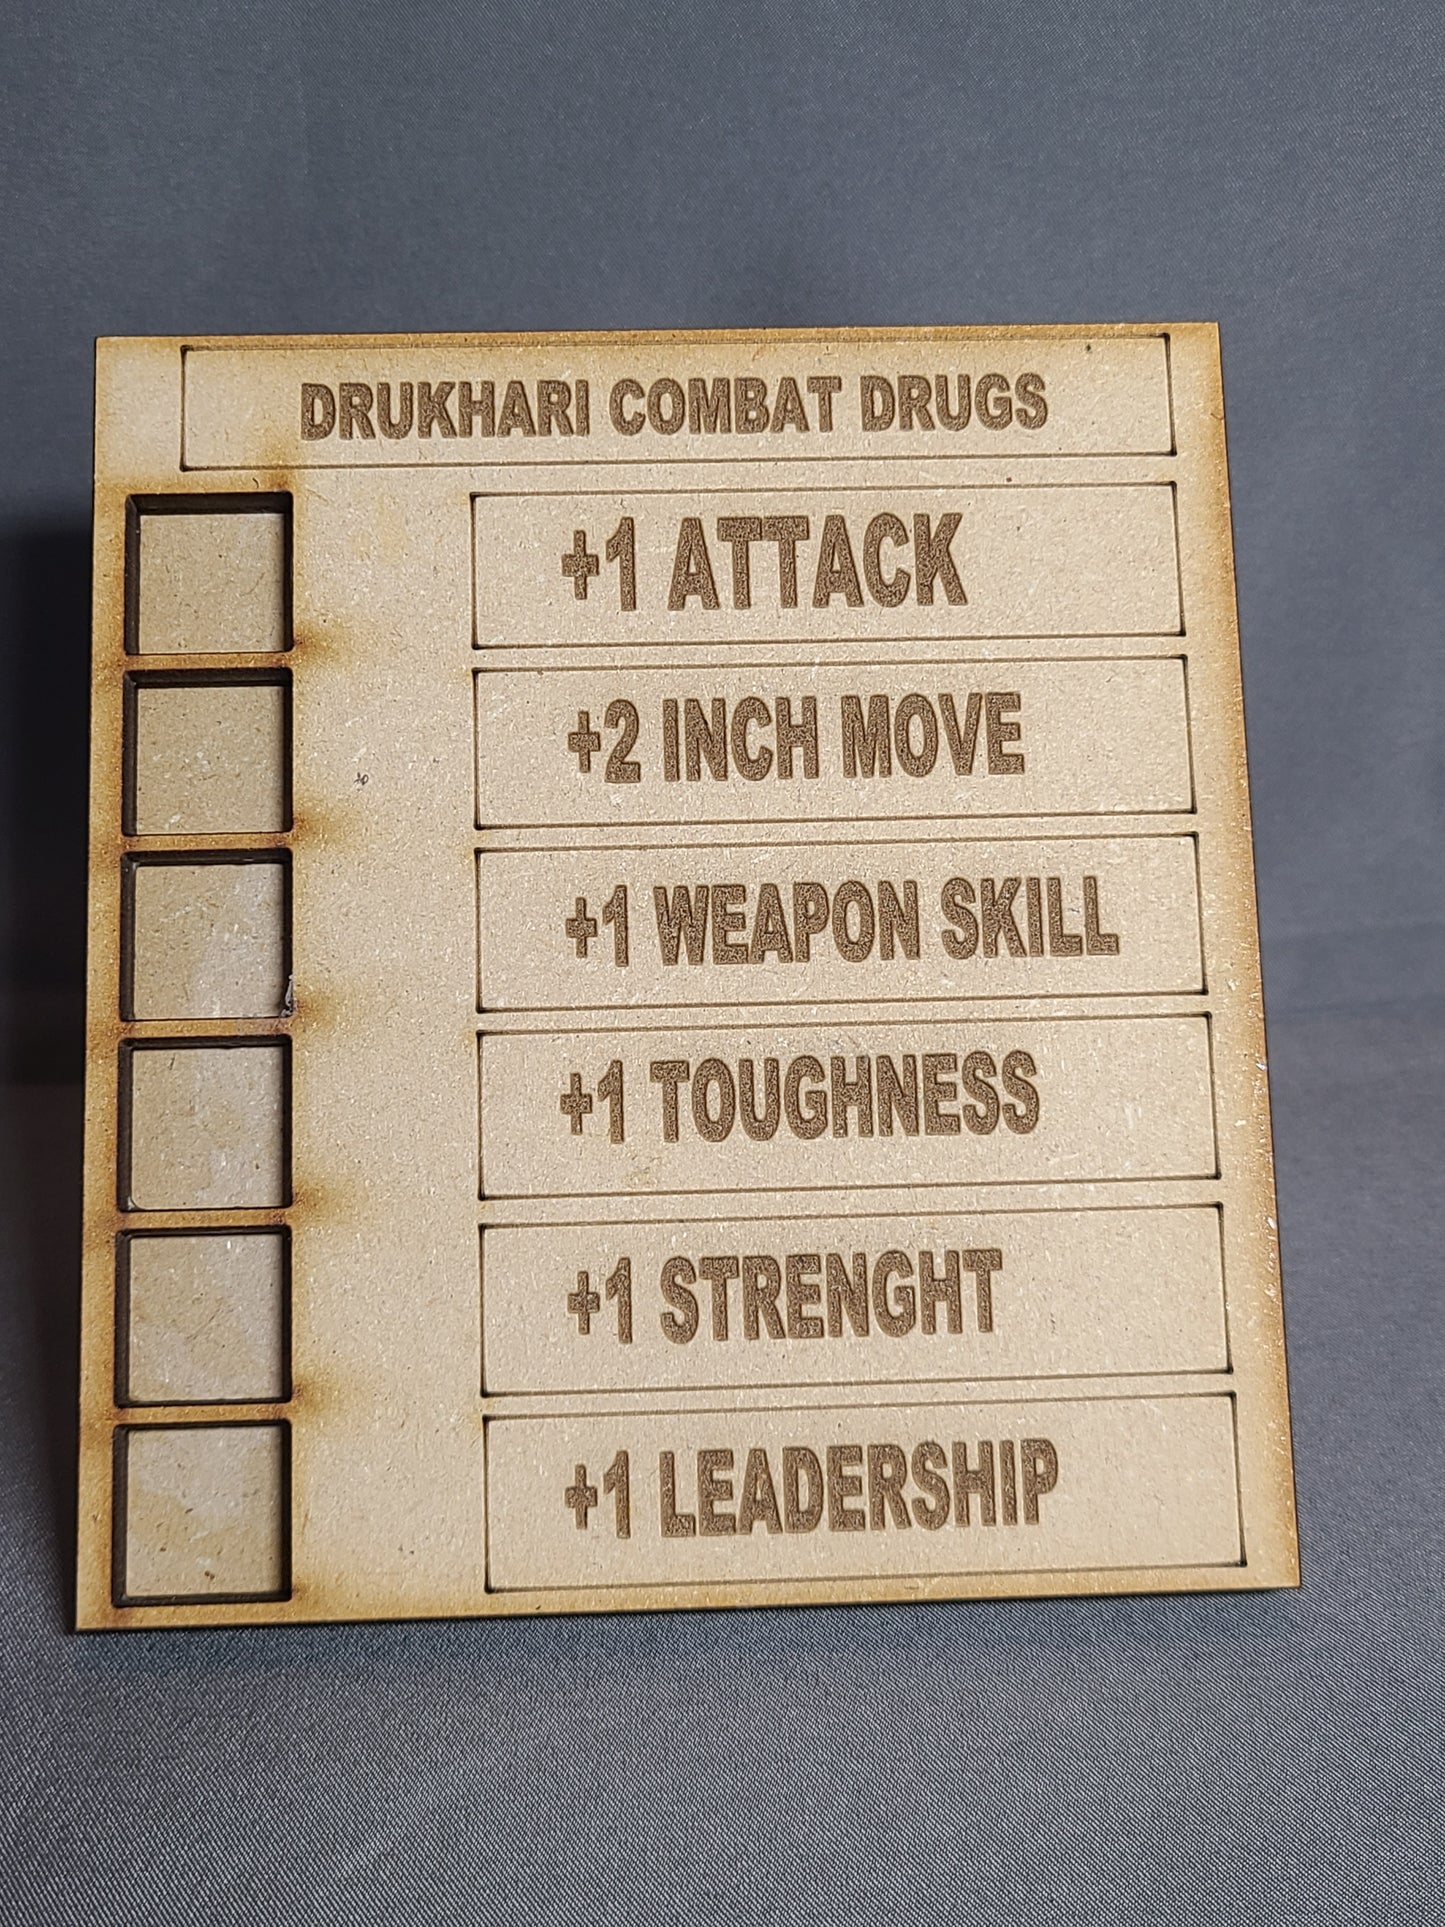 DRUKHARI COMBAT DRUGS
+1 ATTACK
+2 INCH MOVE
+1 WEAPON SKILL
+1 TOUGHNESS
+1 STRENGHT
+1 LEADERSHIP